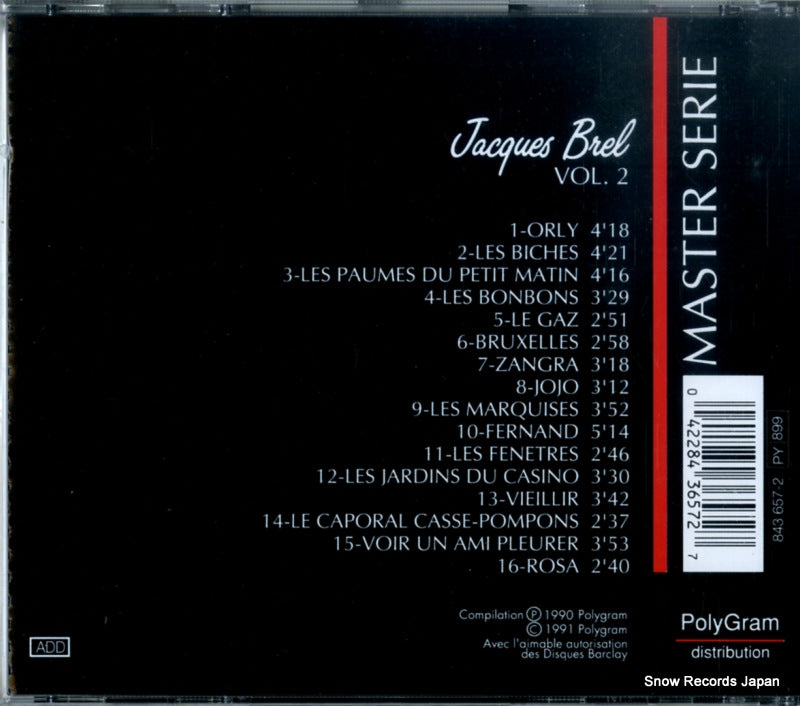 Jacques Brel
VOL. 2
1-ORLY 4'18
2-LES BICHES 4'21
3-LES PAUMES DU PETIT MATIN 4'16
4-LES BONBONS 3'29
5-LE GAZ 2'51
6-BRUXELLES 2'58
7-ZANGRA 3'18
8-JOJO 3'12
9-LES MARQUISES 3'52
10-FERNAND 5'14
11-LES FENETRES 2'46
12-LES JARDINS DU CASINO 3'30
13-VIEILLIR 3'42
14-LE CAPORAL CASSE-POMPONS 2'37
15-VOIR UN AMI PLEURER 3'53
16-ROSA 2'40
Compilation Ⓟ 1990 Polygram
© 1991 Polygram
Avec l'aimable autorisation
des Disques Barclay
ADD
MASTER SERIE
0 42284 36572 7
843 657-2 PY 899
PolyGram
distribution
Snow Records Japan